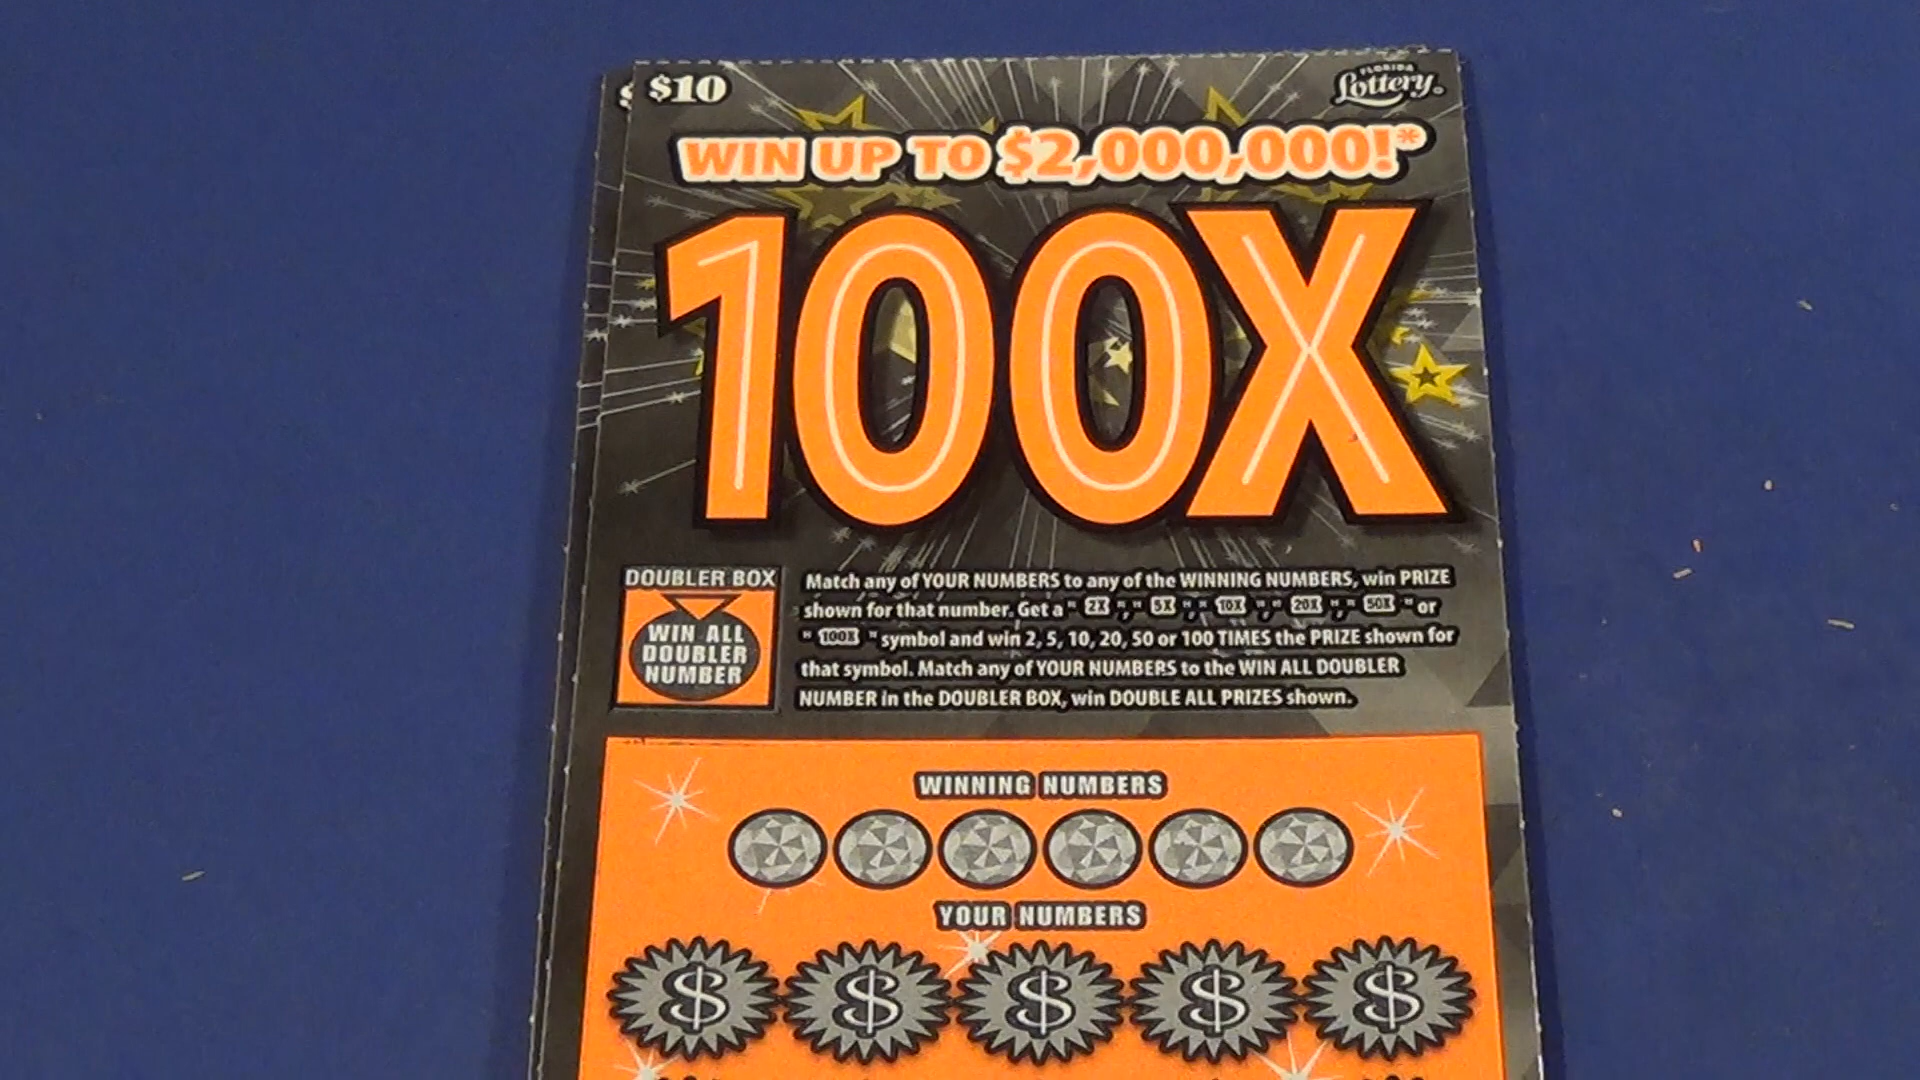 $ $10
FLORIDA
Lottery®
WIN UP TO $2,000,000!*
100X
DOUBLER BOX
WIN ALL
DOUBLER
NUMBER
Match any of YOUR NUMBERS to any of the WINNING NUMBERS, win PRIZE
shown for that number. Get a " 2X ", " 5X ", " 10X ", " 20X ", " 50X " or
" 100X " symbol and win 2, 5, 10, 20, 50 or 100 TIMES the PRIZE shown for
that symbol. Match any of YOUR NUMBERS to the WIN ALL DOUBLER
NUMBER in the DOUBLER BOX, win DOUBLE ALL PRIZES shown.
WINNING NUMBERS
YOUR NUMBERS
$ $ $ $ $